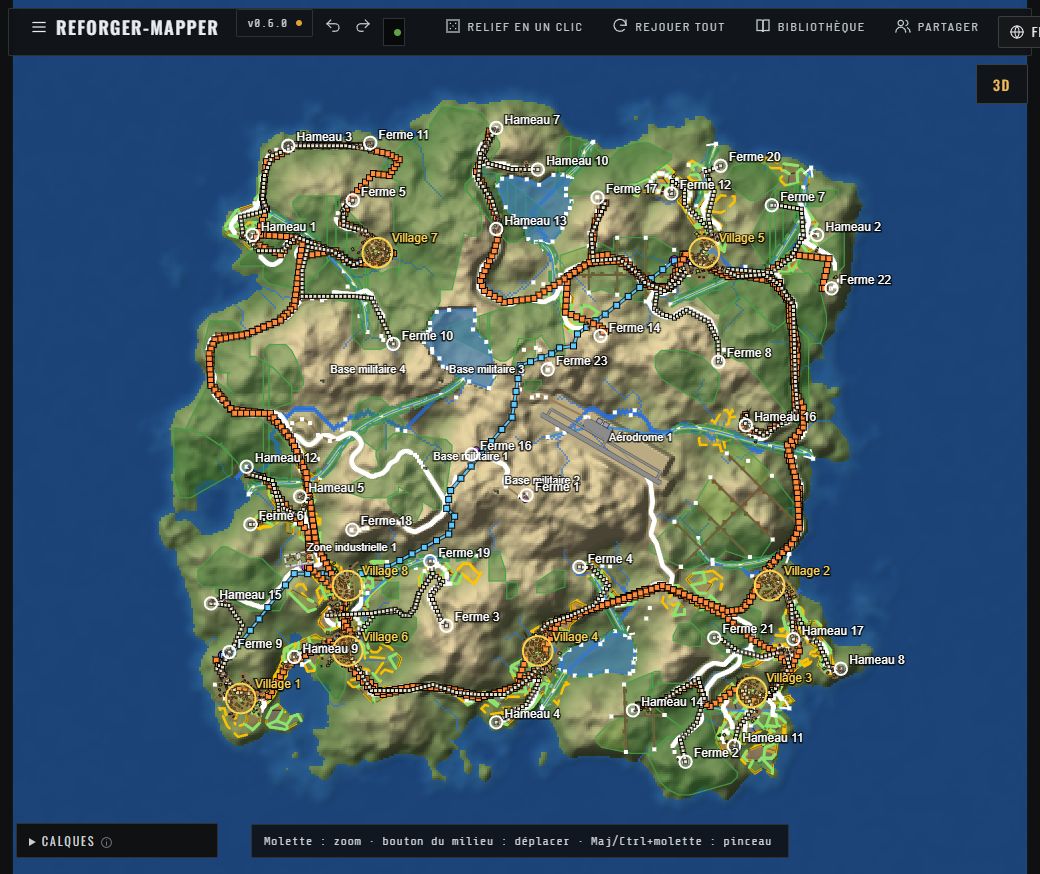 REFORGER-MAPPER
v0.6.0
RELIEF EN UN CLIC
REJOUER TOUT
BIBLIOTHÈQUE
PARTAGER
3D
Hameau 7
Hameau 3
Ferme 11
Hameau 10
Ferme 20
Ferme 5
Ferme 17
Ferme 12
Ferme 7
Hameau 1
Hameau 13
Hameau 2
Village 7
Village 5
Ferme 22
Ferme 10
Ferme 14
Ferme 8
Base militaire 4
Base militaire 3
Ferme 23
Hameau 16
Aérodrome 1
Ferme 16
Base militaire 1
Hameau 12
Base militaire 2
Ferme 1
Hameau 5
Ferme 6
Ferme 18
Zone industrielle 1
Ferme 19
Ferme 4
Village 8
Village 2
Hameau 15
Ferme 3
Ferme 21
Hameau 17
Village 6
Village 4
Ferme 9
Hameau 9
Hameau 8
Village 1
Village 3
Hameau 14
Hameau 4
Hameau 11
Ferme 2
CALQUES
Molette : zoom · bouton du milieu : déplacer · Maj/Ctrl+molette : pinceau